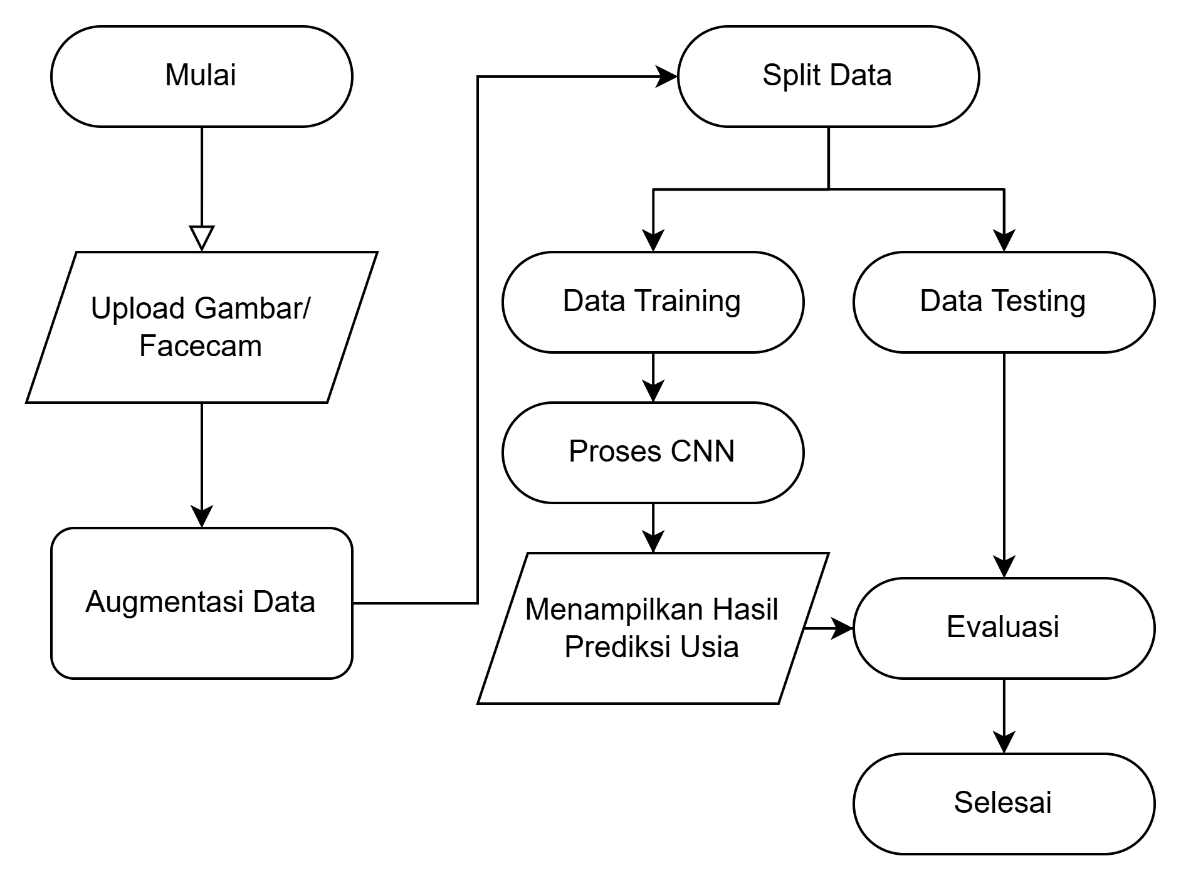 Mulai
Upload Gambar/
Facecam
Augmentasi Data
Split Data
Data Training
Data Testing
Proses CNN
Menampilkan Hasil
Prediksi Usia
Evaluasi
Selesai